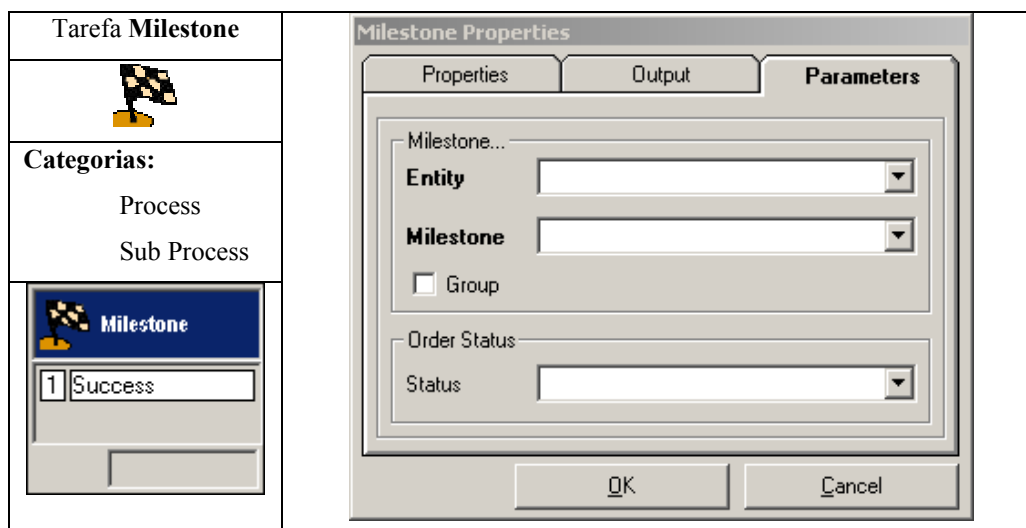 Tarefa Milestone
Categorias:
Process
Sub Process
Milestone
1 Success
Milestone Properties
Properties Output Parameters
Milestone...
Entity
Milestone
Group
Order Status
Status
OK Cancel